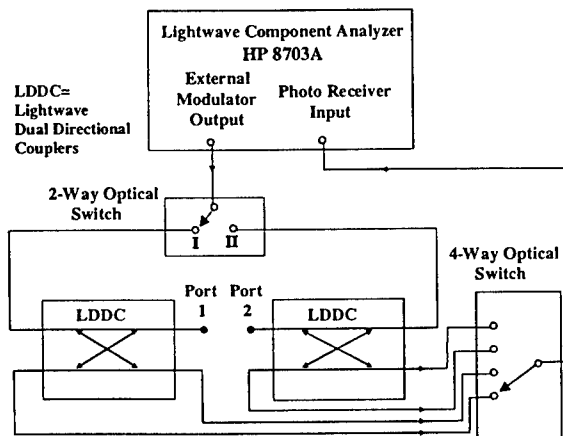 Lightwave Component Analyzer
HP 8703A
External
Modulator
Output
Photo Receiver
Input
LDDC=
Lightwave
Dual Directional
Couplers
2-Way Optical
Switch
I
II
4-Way Optical
Switch
LDDC
Port
1
Port
2
LDDC